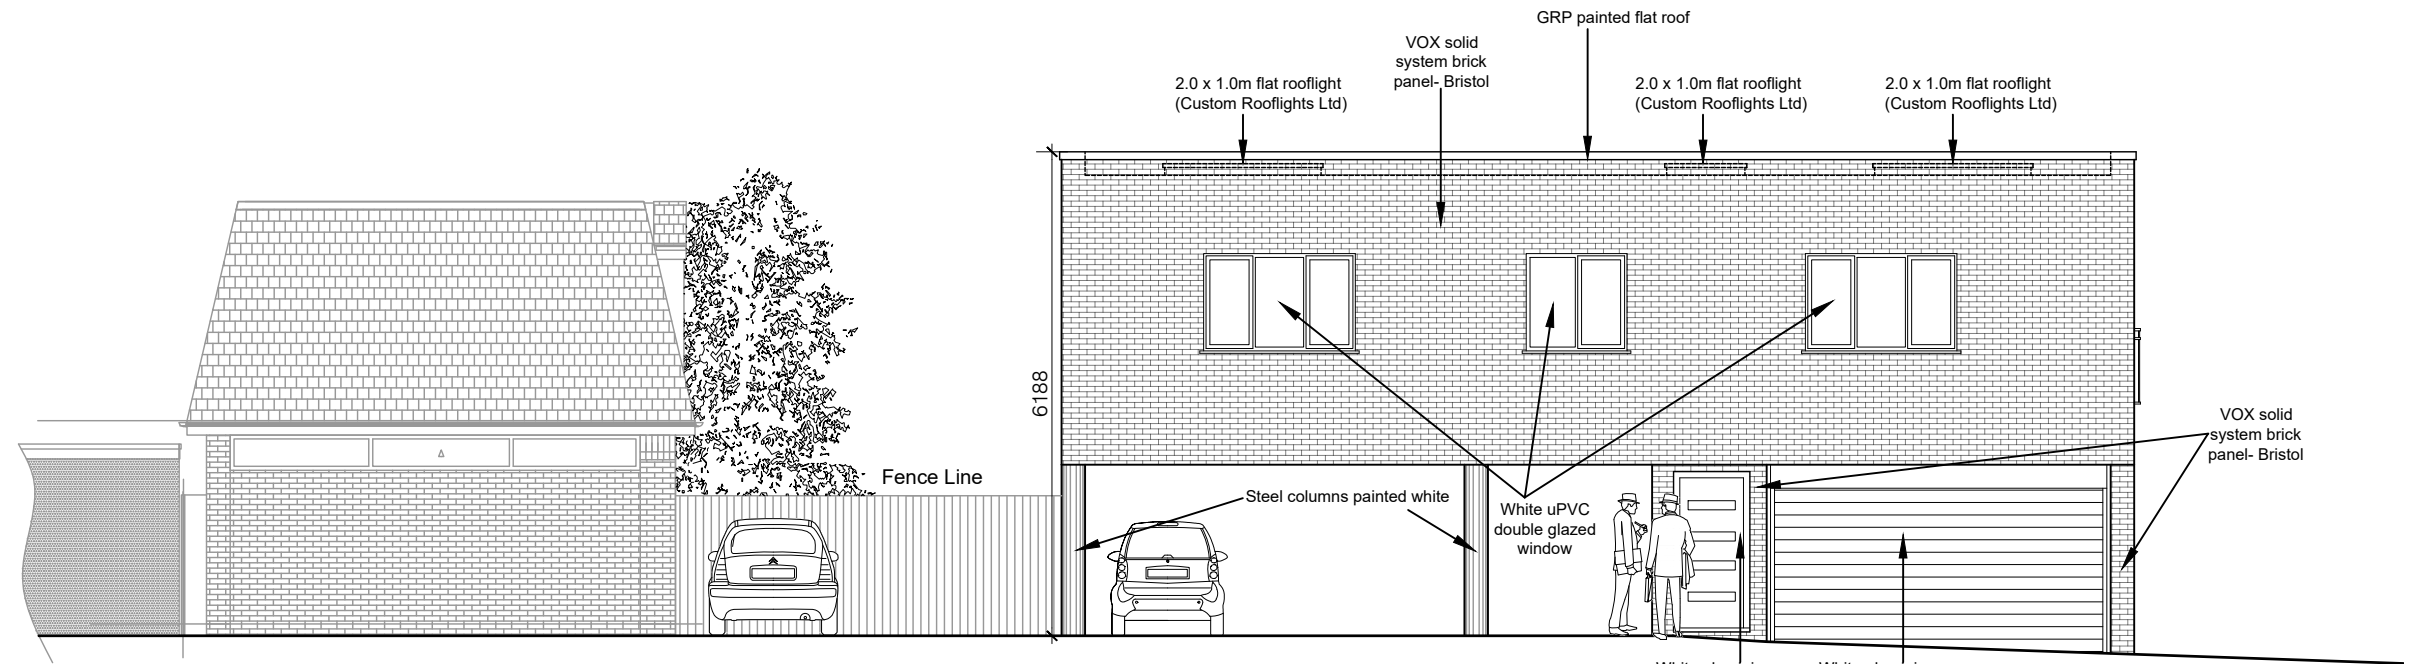 GRP painted flat roof
VOX solid
system brick
panel- Bristol
2.0 x 1.0m flat rooflight
(Custom Rooflights Ltd)
2.0 x 1.0m flat rooflight
(Custom Rooflights Ltd)
2.0 x 1.0m flat rooflight
(Custom Rooflights Ltd)
6188
VOX solid
system brick
panel- Bristol
Fence Line
Steel columns painted white
White uPVC
double glazed
window